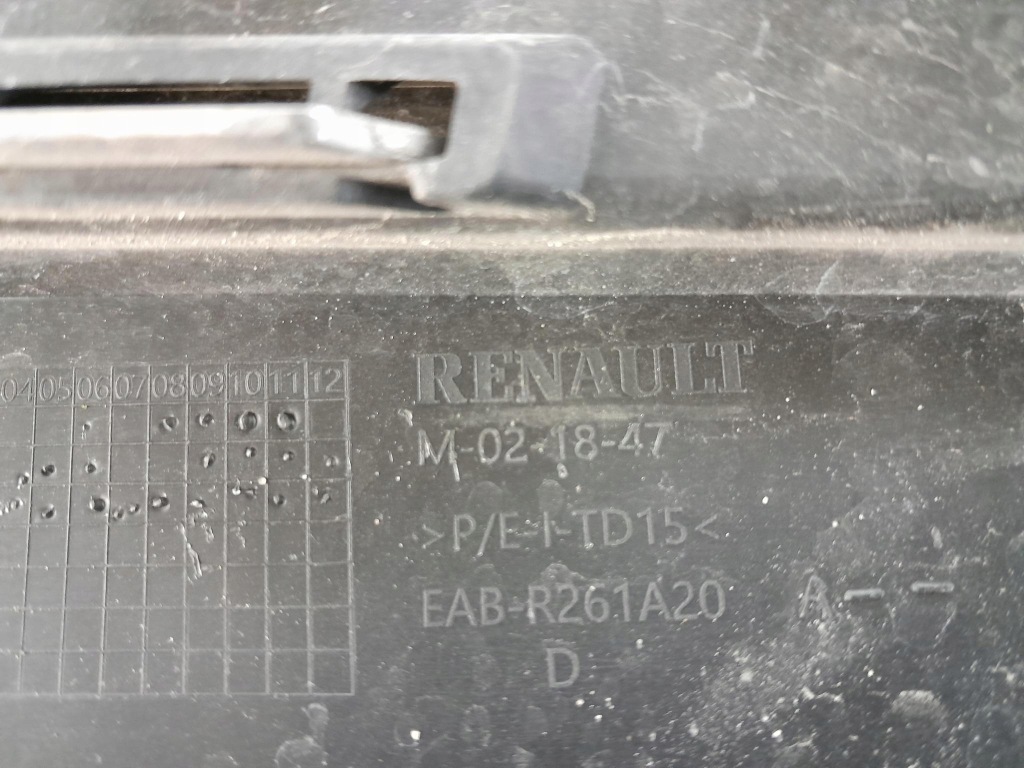 RENAULT
04 05 06 07 08 09 10 11 12
M-02-18-47
>P/E-I-TD15<
EAB-R261A20 A--
D